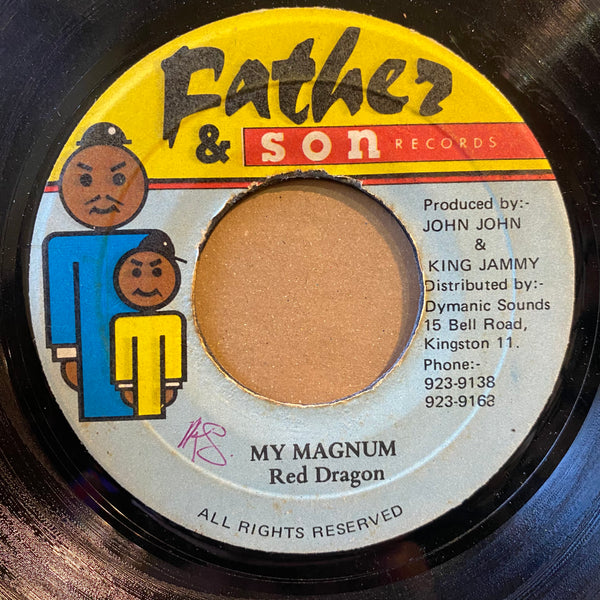 Father
& SON RECORDS
Produced by:-
JOHN JOHN
&
KING JAMMY
Distributed by:-
Dymanic Sounds
15 Bell Road,
Kingston 11.
Phone:-
923-9138
923-9163
MY MAGNUM
Red Dragon
ALL RIGHTS RESERVED